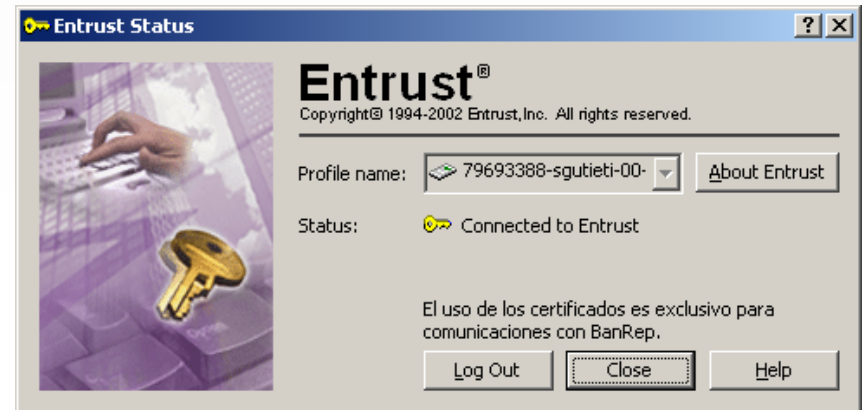 Entrust Status
Entrust®
Copyright© 1994-2002 Entrust, Inc. All rights reserved.
Profile name: 79693388-sgutieti-00- About Entrust
Status: Connected to Entrust
El uso de los certificados es exclusivo para
comunicaciones con BanRep.
Log Out Close Help